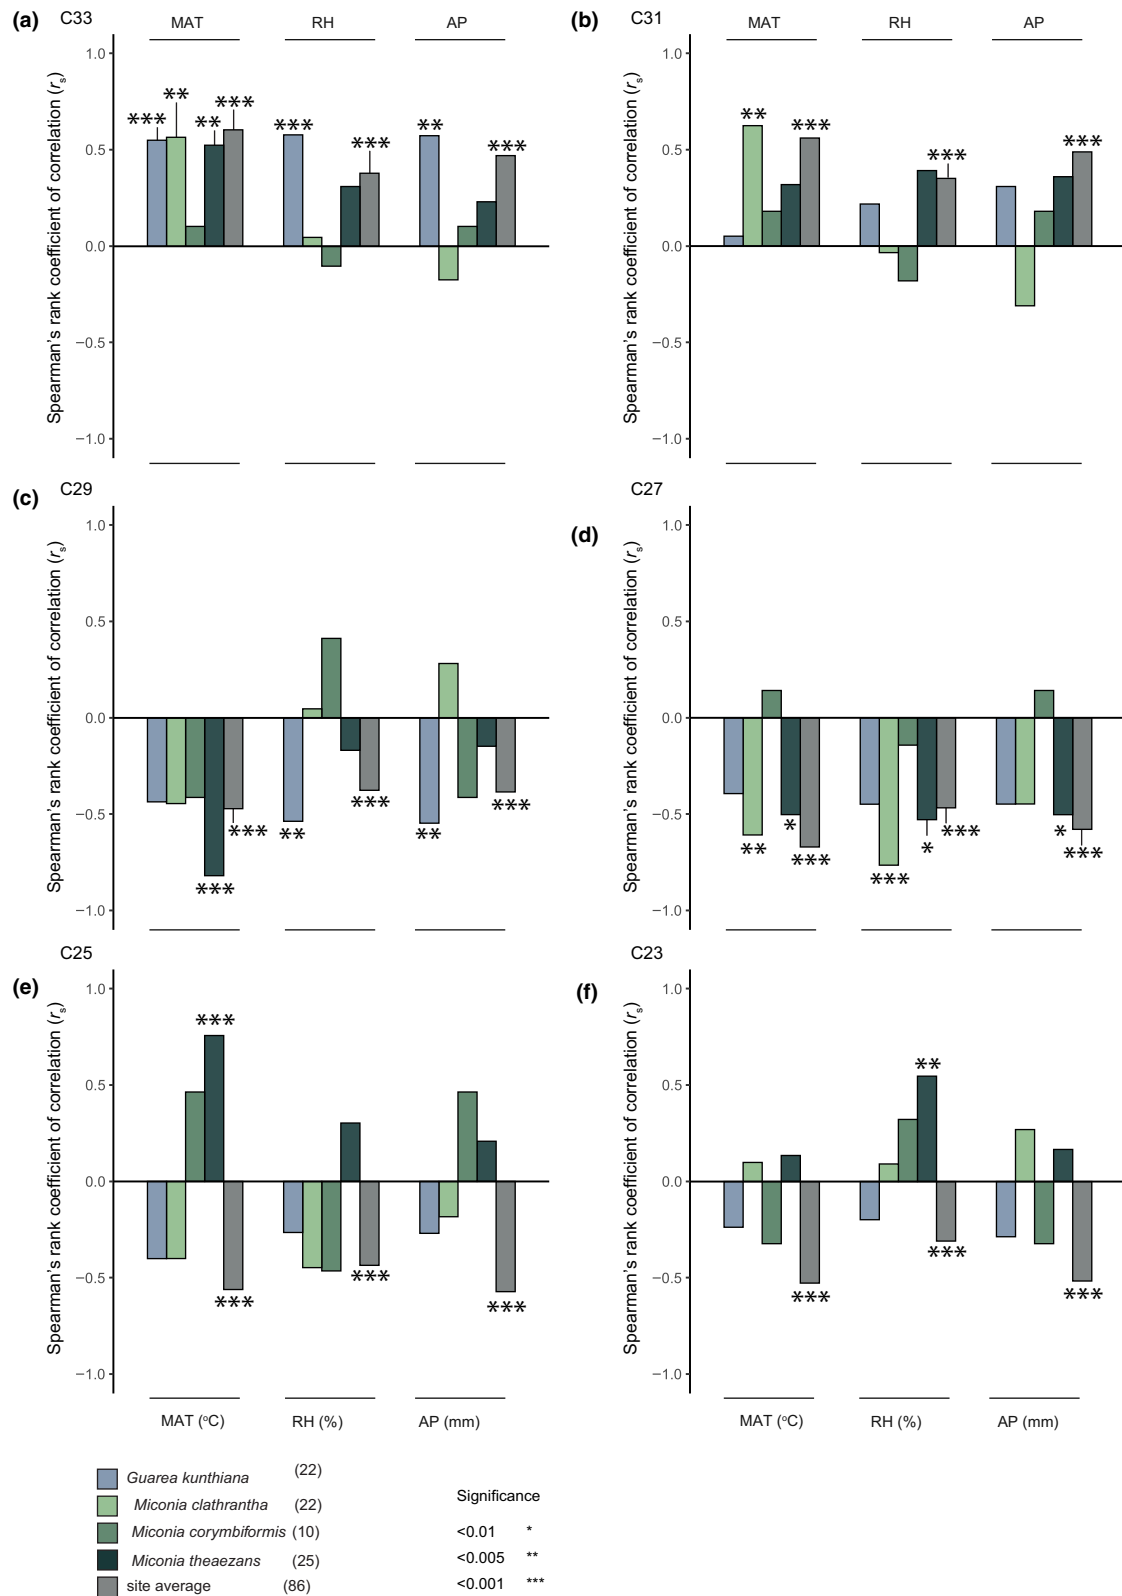 (a) C33 MAT RH AP
Spearman's rank coefficient of correlation (rs)
1.0
0.5
0.0
−0.5
−1.0
*** ** ** *** *** *** ** ***
(b) C31 MAT RH AP
Spearman's rank coefficient of correlation (rs)
1.0
0.5
0.0
−0.5
−1.0
** *** *** ***
(c) C29
Spearman's rank coefficient of correlation (rs)
1.0
0.5
0.0
−0.5
−1.0
*** *** ** *** ** ***
(d) C27
Spearman's rank coefficient of correlation (rs)
1.0
0.5
0.0
−0.5
−1.0
** * *** *** * *** * ***
(e) C25
Spearman's rank coefficient of correlation (rs)
1.0
0.5
0.0
−0.5
−1.0
*** *** *** ***
MAT (°C) RH (%) AP (mm)
(f) C23
Spearman's rank coefficient of correlation (rs)
1.0
0.5
0.0
−0.5
−1.0
*** ** *** ***
MAT (°C) RH (%) AP (mm)
Guarea kunthiana (22)
Miconia clathrantha (22)
Miconia corymbiformis (10)
Miconia theaezans (25)
site average (86)
Significance
<0.01 *
<0.005 **
<0.001 ***